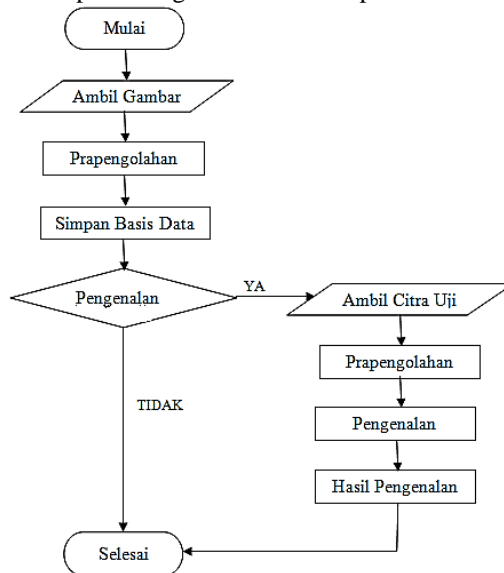 Mulai
Ambil Gambar
Prapengolahan
Simpan Basis Data
Pengenalan
YA
Ambil Citra Uji
Prapengolahan
TIDAK
Pengenalan
Hasil Pengenalan
Selesai